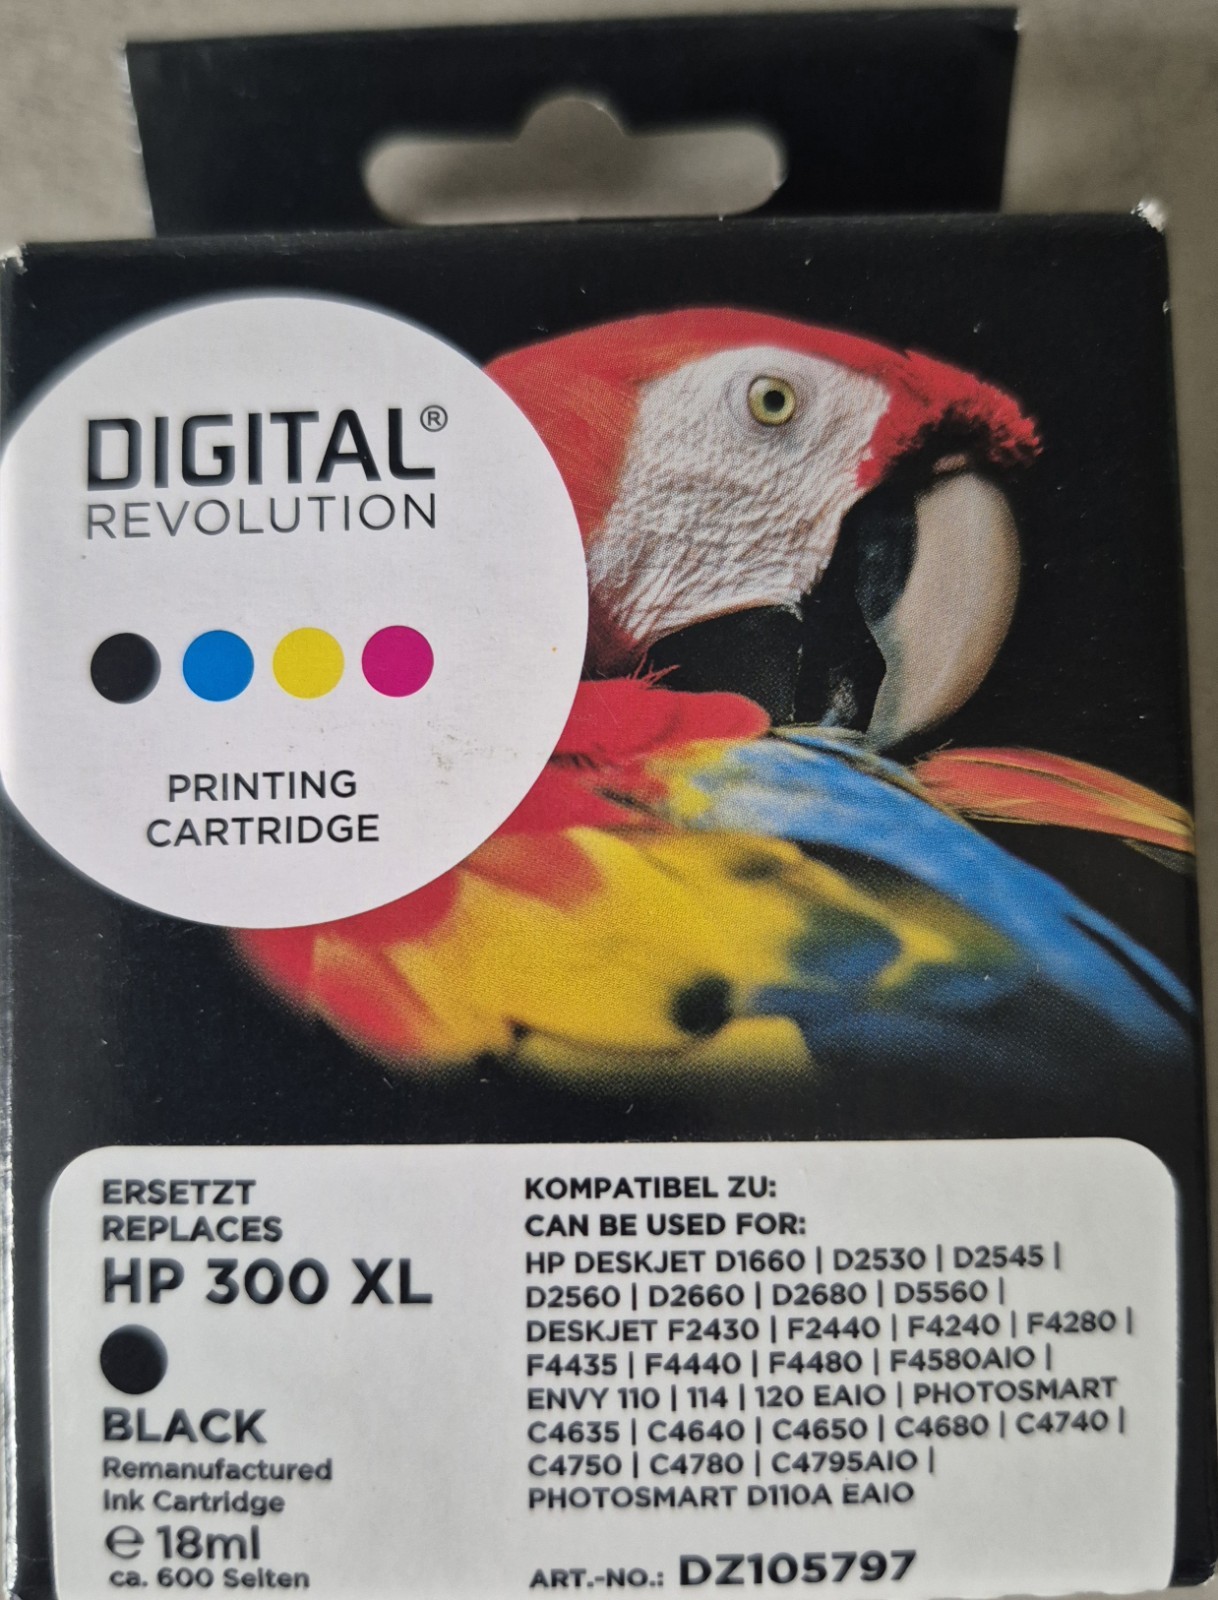 DIGITAL®
REVOLUTION
PRINTING
CARTRIDGE
ERSETZT
REPLACES
HP 300 XL
BLACK
Remanufactured
Ink Cartridge
℮ 18ml
ca. 600 Seiten
KOMPATIBEL ZU:
CAN BE USED FOR:
HP DESKJET D1660 | D2530 | D2545 |
D2560 | D2660 | D2680 | D5560 |
DESKJET F2430 | F2440 | F4240 | F4280 |
F4435 | F4440 | F4480 | F4580AIO |
ENVY 110 | 114 | 120 EAIO | PHOTOSMART
C4635 | C4640 | C4650 | C4680 | C4740 |
C4750 | C4780 | C4795AIO |
PHOTOSMART D110A EAIO
ART.-NO.: DZ105797